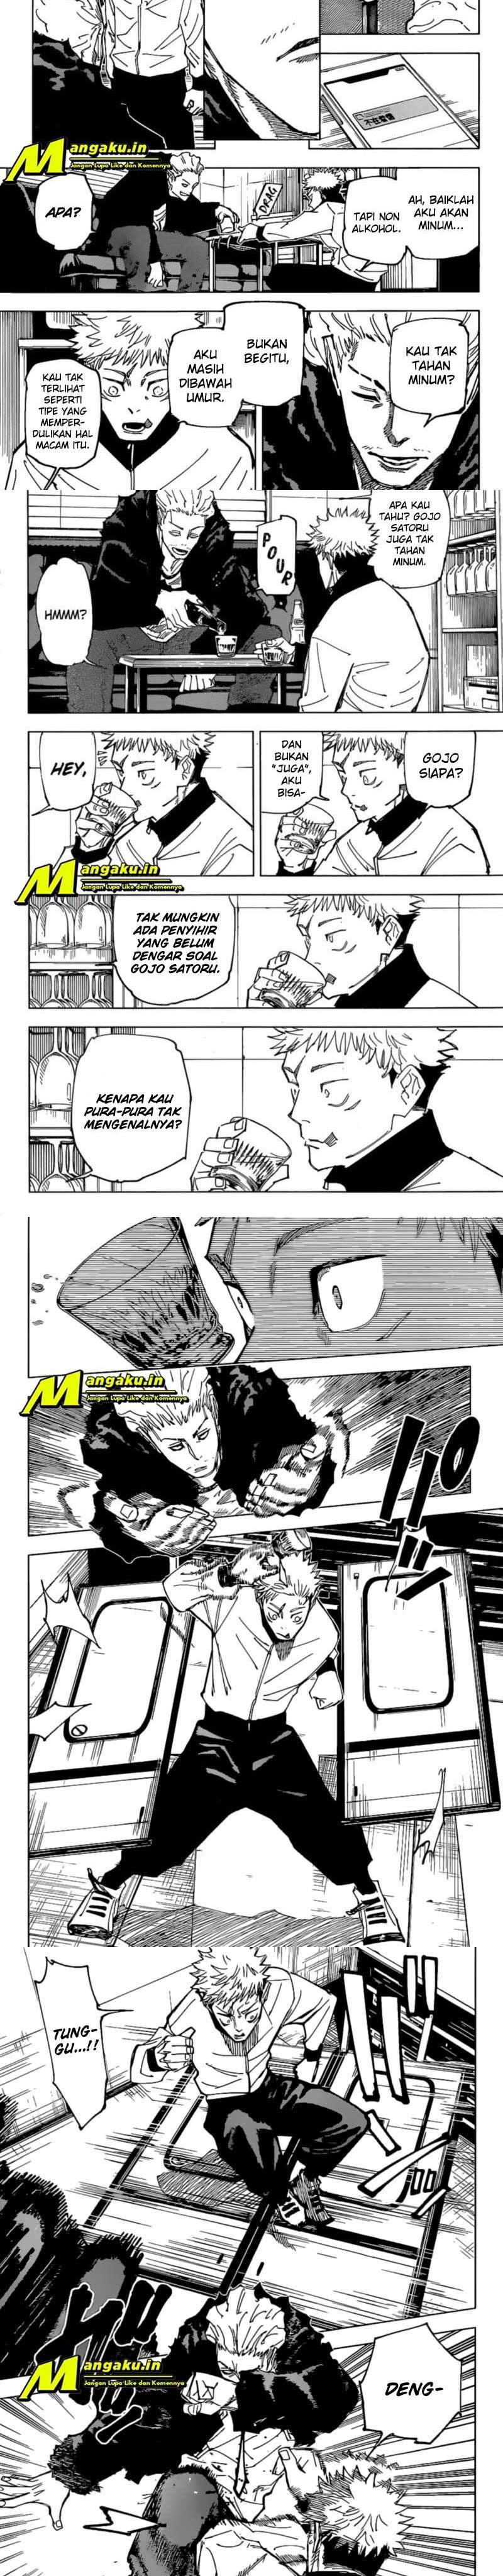 不在着信
Mangaku.in
Jangan Lupa Like dan Komennya
AH, BAIKLAH
AKU AKAN
MINUM...
TAPI NON
ALKOHOL.
DRAG
APA?
KAU TAK
TAHAN
MINUM?
BUKAN
BEGITU,
AKU
MASIH
DIBAWAH
UMUR.
KAU TAK
TERLIHAT
SEPERTI
TIPE YANG
MEMPER-
DULIKAN HAL
MACAM ITU.
APA KAU
TAHU? GOJO
SATORU
JUGA TAK
TAHAN
MINUM.
POUR
HMMM?
GOJO
SIAPA?
DAN
BUKAN
"JUGA",
AKU
BISA-
HEY,
Mangaku.in
Jangan Lupa Like dan Komennya
TAK MUNGKIN
ADA PENYIHIR
YANG BELUM
DENGAR SOAL
GOJO SATORU.
KENAPA KAU
PURA-PURA TAK
MENGENALNYA?
Mangaku.in
Jangan Lupa Like dan Komennya
TUNG-
GU...!!
Mangaku.in
Jangan Lupa Like dan Komennya
DENG-